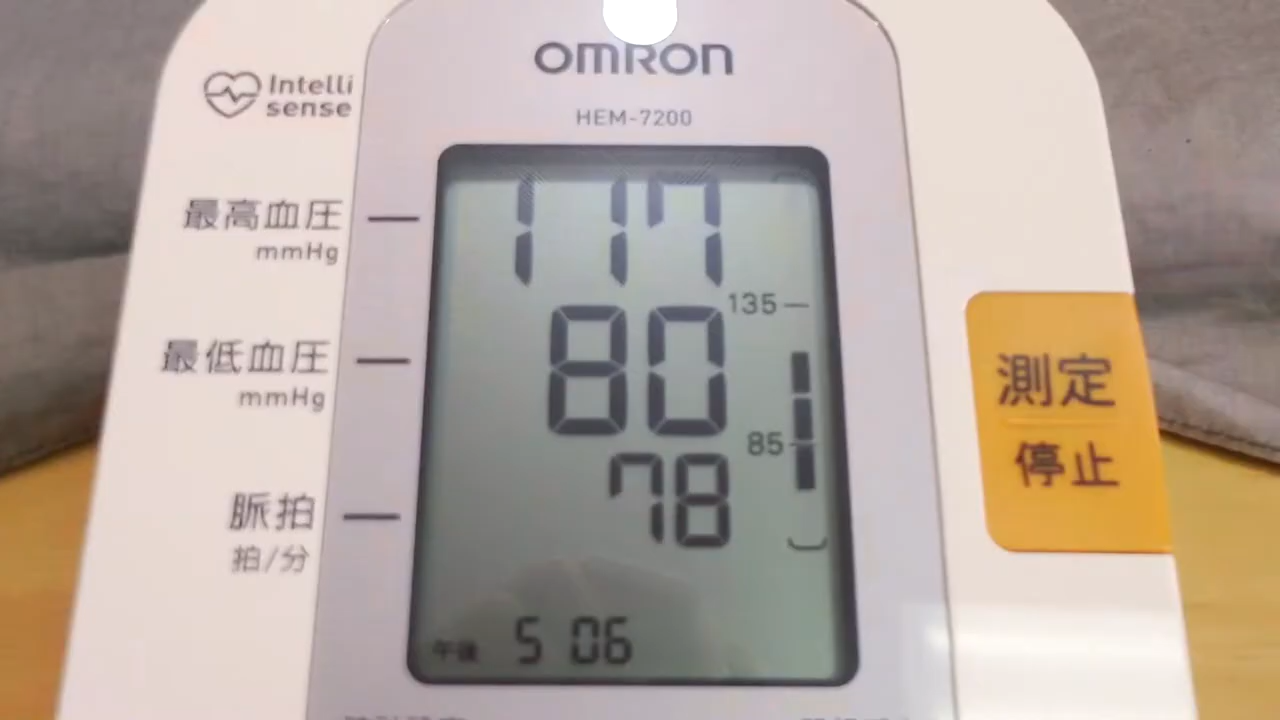 OMRON
Intelli
sense
HEM-7200
117
最高血圧
mmHg
135
80
最低血圧
mmHg
85
78
脈拍
拍/分
測定
停止
午後 5 06